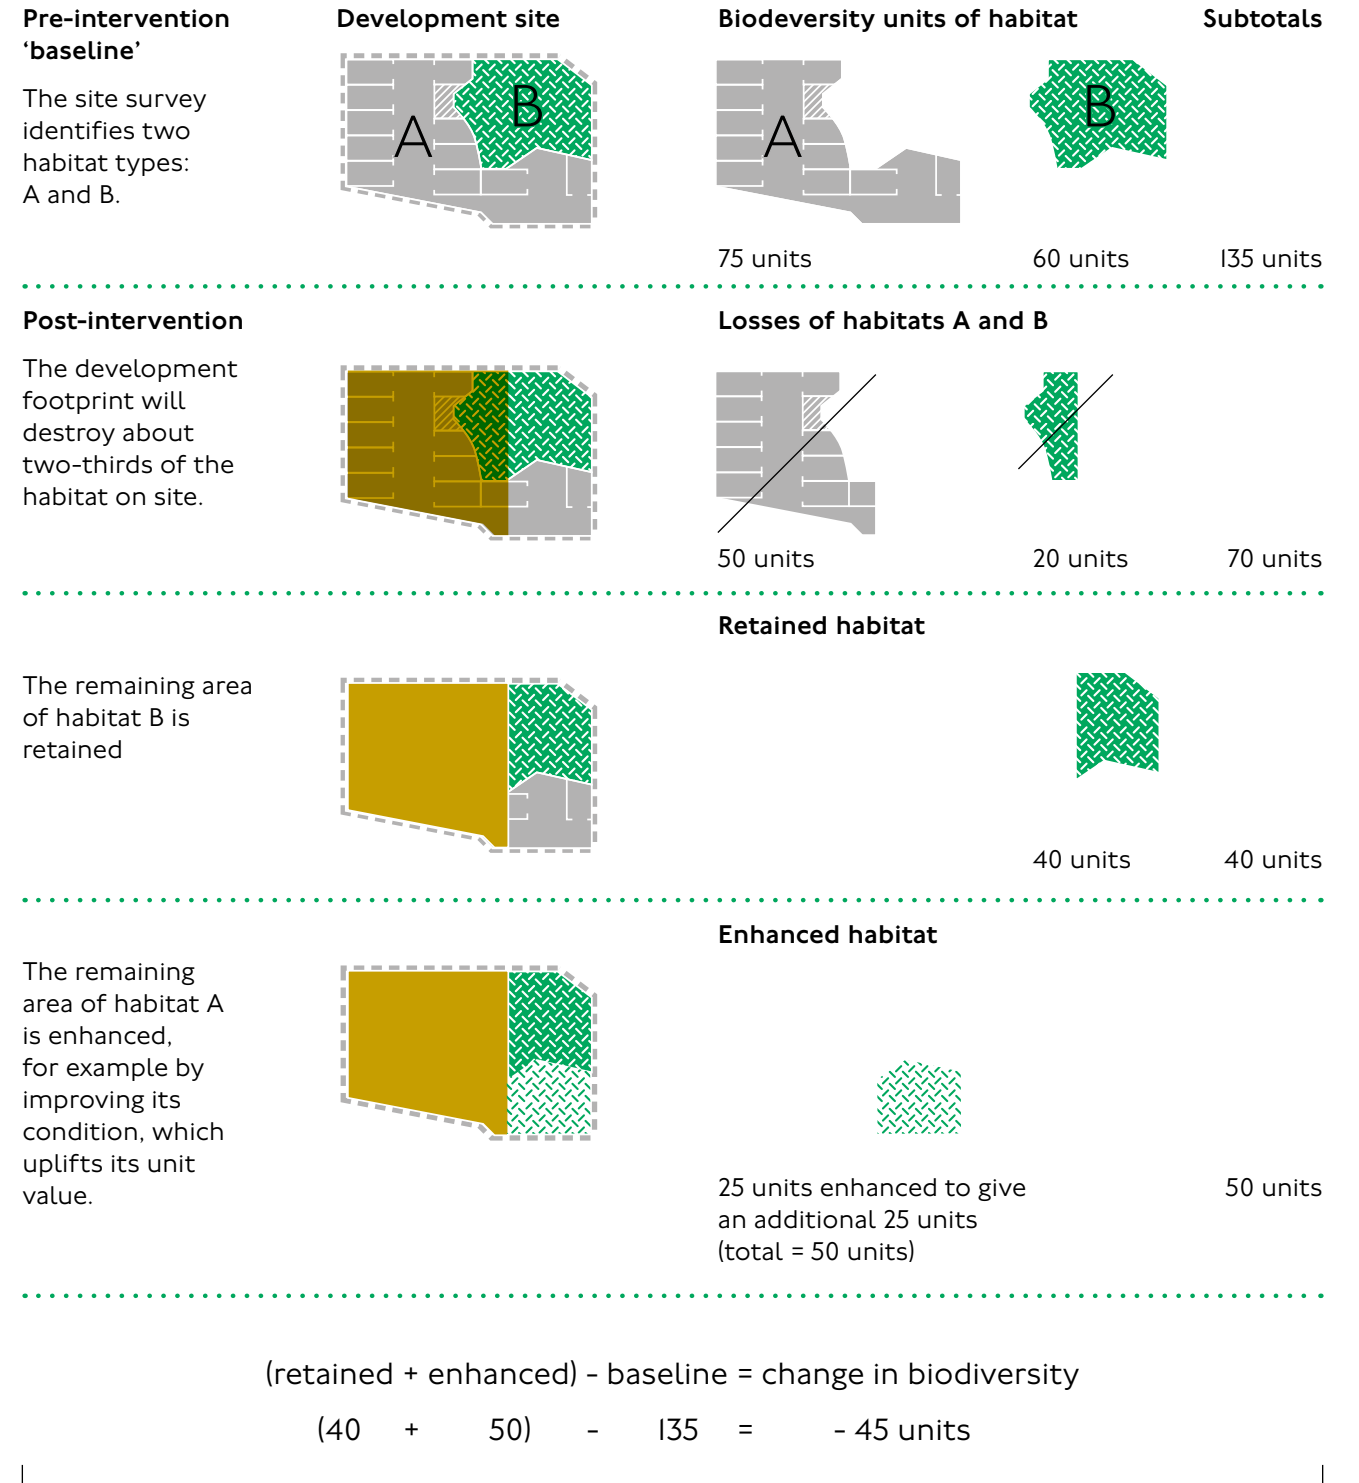 Pre-intervention
‘baseline’
Development site
Biodeversity units of habitat
Subtotals
The site survey
identifies two
habitat types:
A and B.
A
B
A
B
75 units
60 units
135 units
Post-intervention
Losses of habitats A and B
The development
footprint will
destroy about
two-thirds of the
habitat on site.
50 units
20 units
70 units
Retained habitat
The remaining area
of habitat B is
retained
40 units
40 units
Enhanced habitat
The remaining
area of habitat A
is enhanced,
for example by
improving its
condition, which
uplifts its unit
value.
25 units enhanced to give
an additional 25 units
(total = 50 units)
50 units
(retained + enhanced) - baseline = change in biodiversity
(40 + 50) - 135 = - 45 units